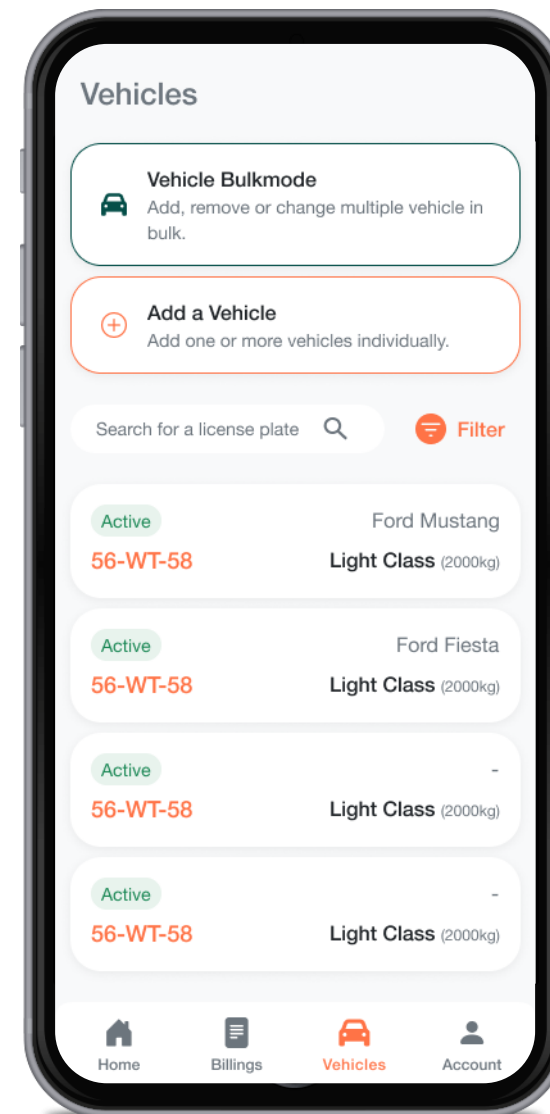 Vehicles
Vehicle Bulkmode
Add, remove or change multiple vehicle in
bulk.
Add a Vehicle
Add one or more vehicles individually.
Search for a license plate
Filter
Active
Ford Mustang
56-WT-58
Light Class (2000kg)
Active
Ford Fiesta
56-WT-58
Light Class (2000kg)
Active
-
56-WT-58
Light Class (2000kg)
Active
-
56-WT-58
Light Class (2000kg)
Home
Billings
Vehicles
Account